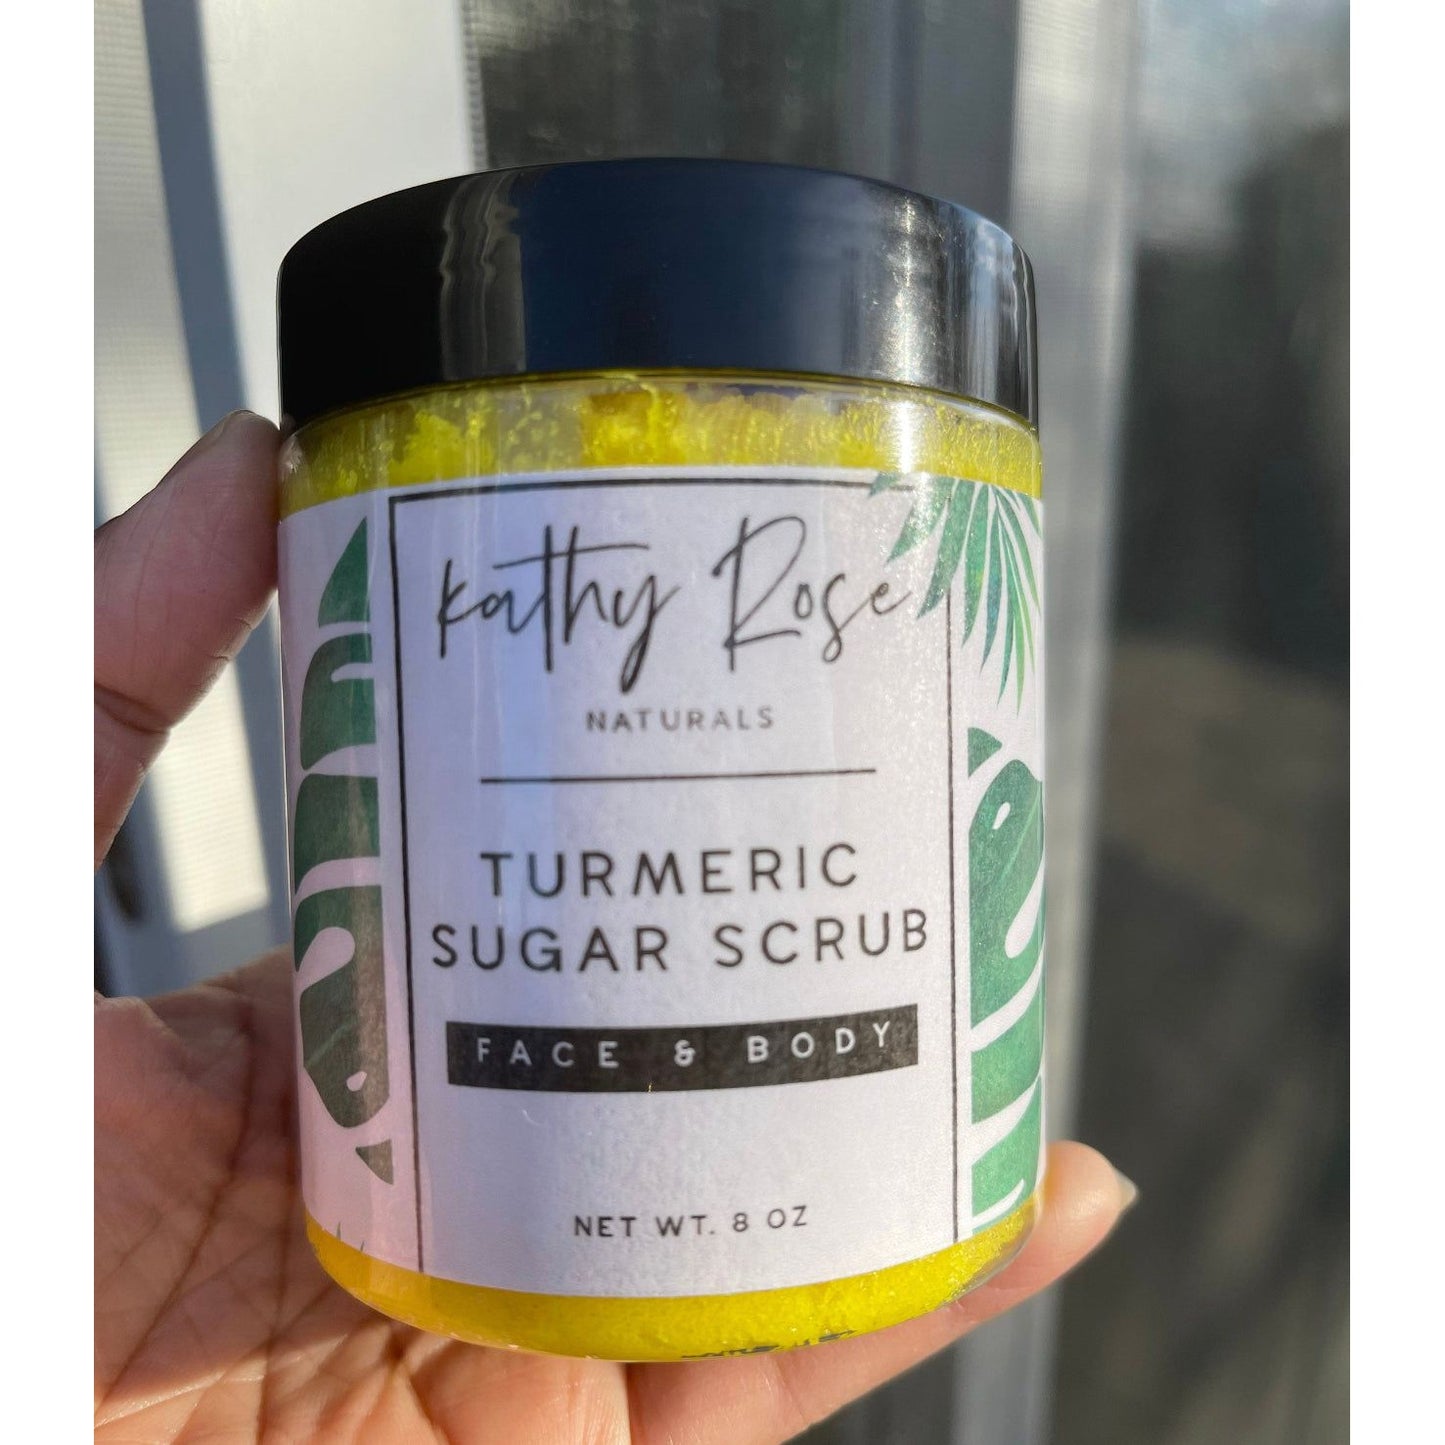 Kathy Rose
NATURALS
TURMERIC
SUGAR SCRUB
FACE & BODY
NET WT. 8 OZ